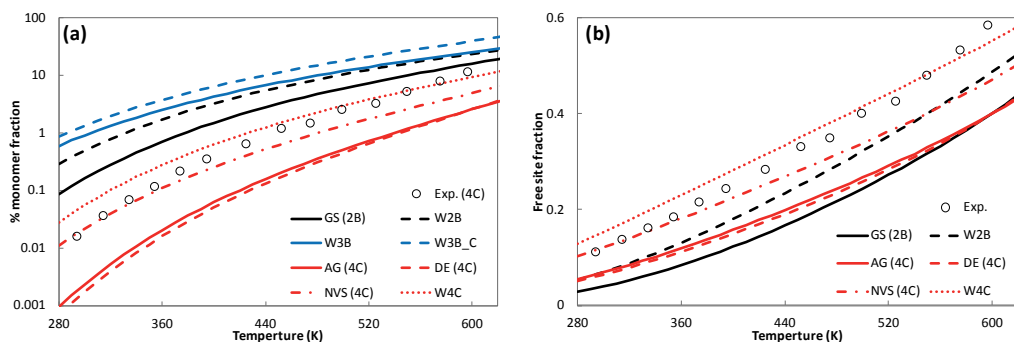 (a)
% monomer fraction
100
10
1
0.1
0.01
0.001
Exp. (4C)
GS (2B)
W2B
W3B
W3B_C
AG (4C)
DE (4C)
NVS (4C)
W4C
280
360
440
520
600
Temperture (K)
(b)
Free site fraction
0.6
0.4
0.2
0
Exp.
GS (2B)
W2B
AG (4C)
DE (4C)
NVS (4C)
W4C
280
360
440
520
600
Temperture (K)